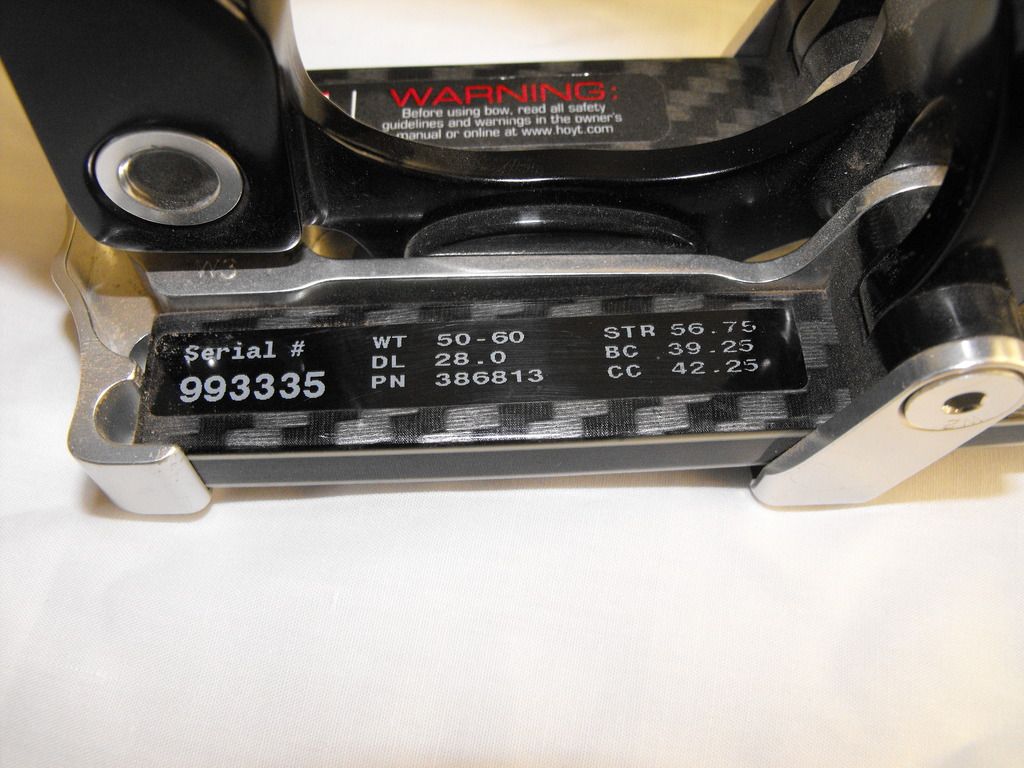 WARNING:
Before using bow, read all safety
guidelines and warnings in the owner's
manual or online at www.hoyt.com
W3
Serial #
993335
WT 50-60
DL 28.0
PN 386813
STR 56.75
BC 39.25
CC 42.25